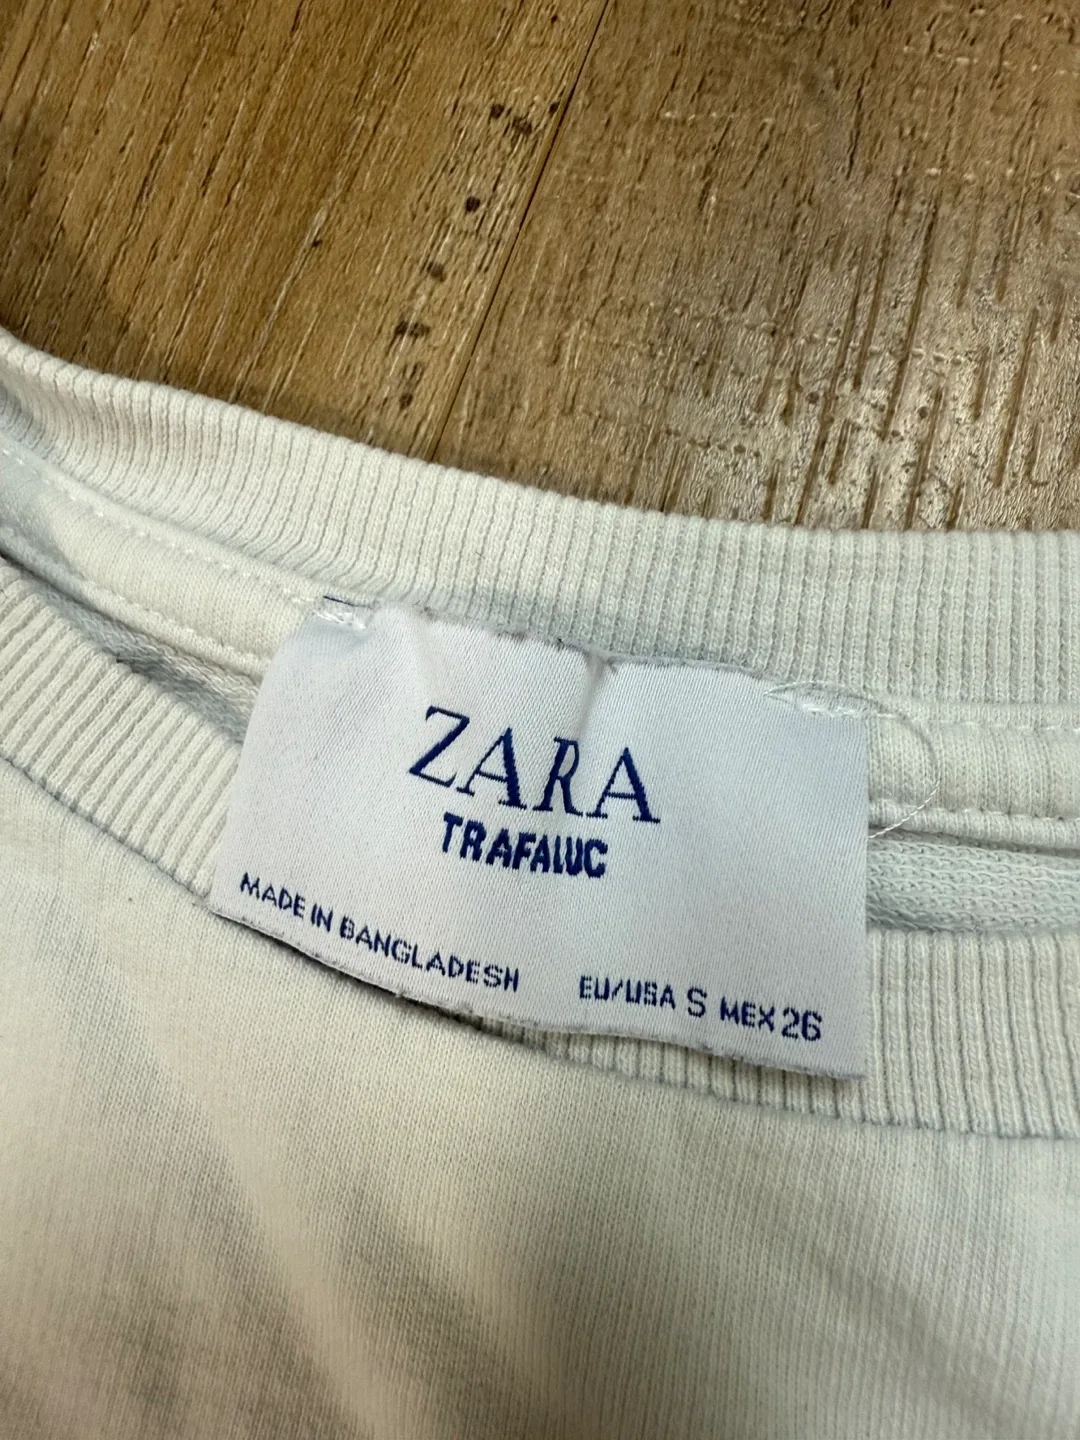 ZARA
TRAFALUC
MADE IN BANGLADESH EU/USA S MEX 26